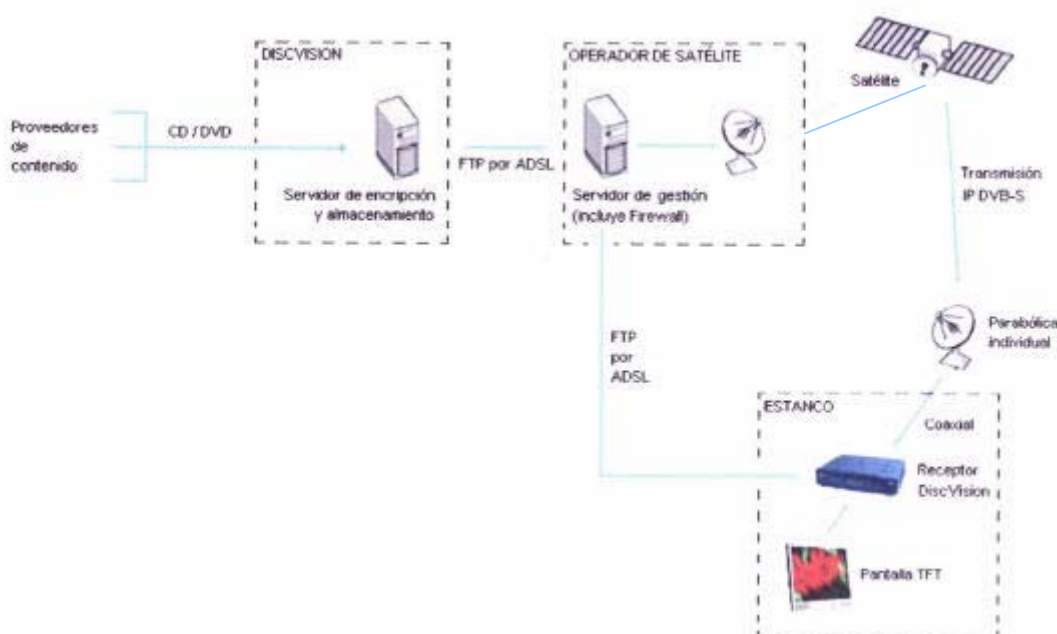 DISCVISION
OPERADOR DE SATÉLITE
Satélite
Proveedores
de
contenido
CD / DVD
FTP por ADSL
Servidor de encripción
y almacenamiento
Servidor de gestión
(incluye Firewall)
Transmisión
IP DVB-S
Parabólica
individual
FTP
por
ADSL
ESTANCO
Coaxial
Receptor
DiscVision
Pantalla TFT